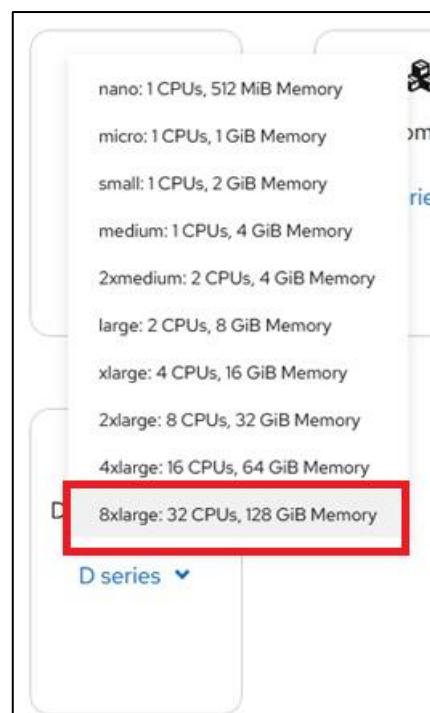 nano: 1 CPUs, 512 MiB Memory
micro: 1 CPUs, 1 GiB Memory
small: 1 CPUs, 2 GiB Memory
medium: 1 CPUs, 4 GiB Memory
2xmedium: 2 CPUs, 4 GiB Memory
large: 2 CPUs, 8 GiB Memory
xlarge: 4 CPUs, 16 GiB Memory
2xlarge: 8 CPUs, 32 GiB Memory
4xlarge: 16 CPUs, 64 GiB Memory
8xlarge: 32 CPUs, 128 GiB Memory
D series